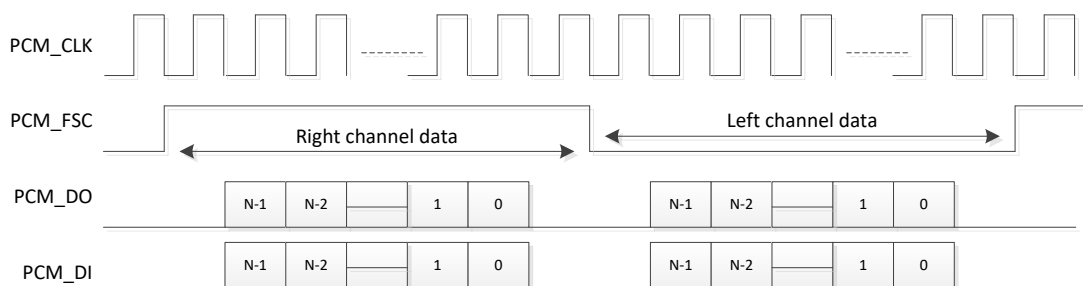 PCM_CLK
PCM_FSC
Right channel data
Left channel data
PCM_DO
N-1 N-2 1 0 N-1 N-2 1 0
PCM_DI
N-1 N-2 1 0 N-1 N-2 1 0